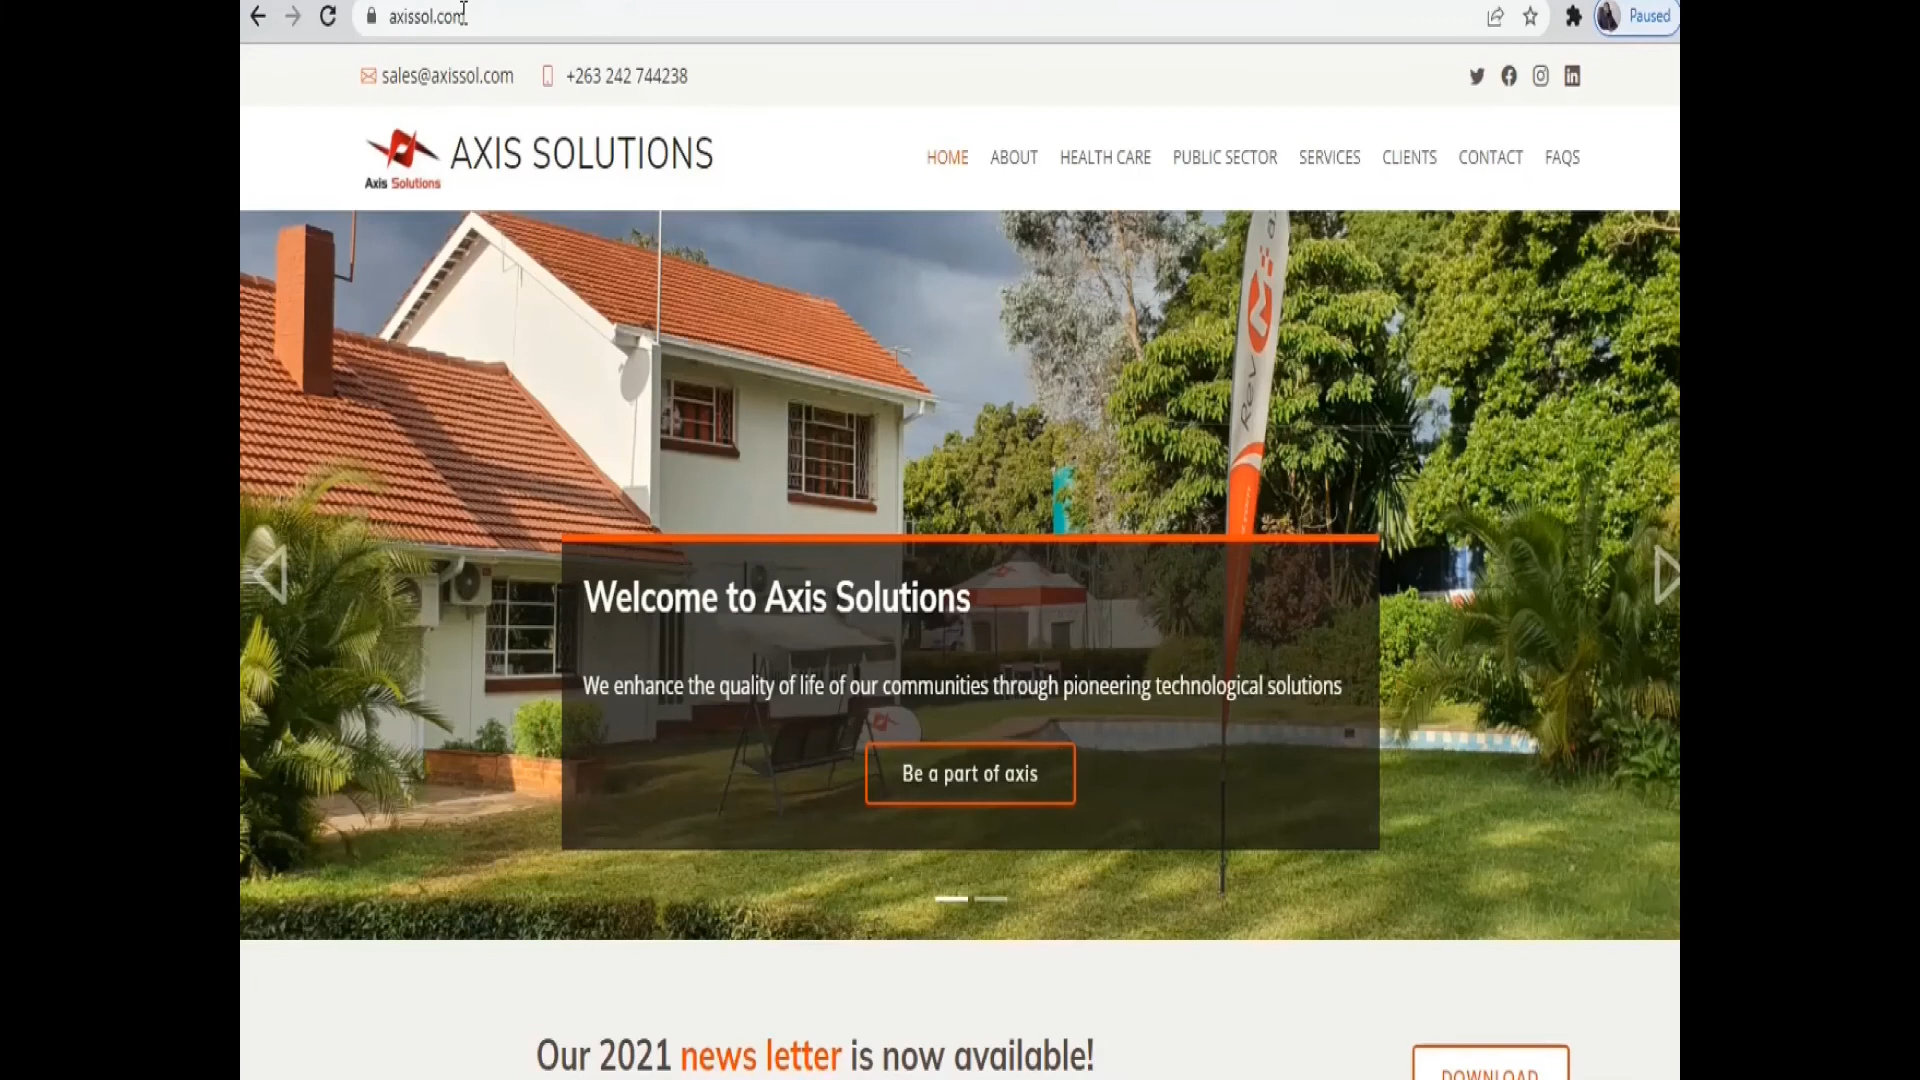 axissol.com
Paused
sales@axissol.com
+263 242 744238
AXIS SOLUTIONS
Axis Solutions
HOME
ABOUT
HEALTH CARE
PUBLIC SECTOR
SERVICES
CLIENTS
CONTACT
FAQS
Welcome to Axis Solutions
We enhance the quality of life of our communities through pioneering technological solutions
Be a part of axis
Our 2021 news letter is now available!
DOWNLOAD